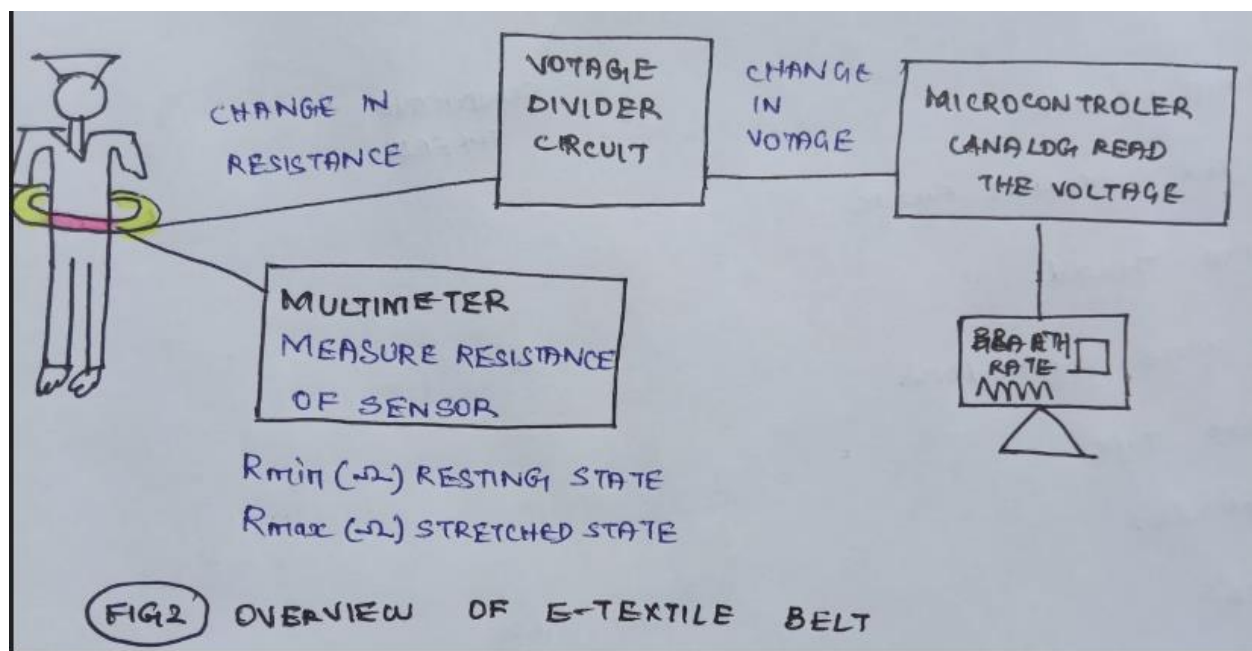 CHANGE IN
RESISTANCE
VOTAGE
DIVIDER
CIRCUIT
CHANGE
IN
VOTAGE
MICROCONTROLER
CANALOG READ
THE VOLTAGE
MULTIMETER
MEASURE RESISTANCE
OF SENSOR
RATE
Rmin (Ω) RESTING STATE
Rmax (Ω) STRETCHED STATE
FIG2 OVERVIEW OF E-TEXTILE BELT